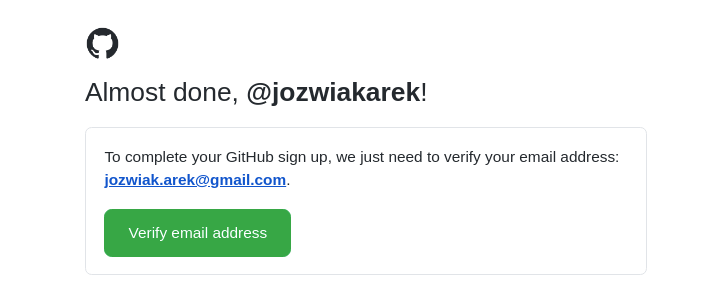 Almost done, @jozwiakarek!
To complete your GitHub sign up, we just need to verify your email address:
jozwiak.arek@gmail.com.
Verify email address